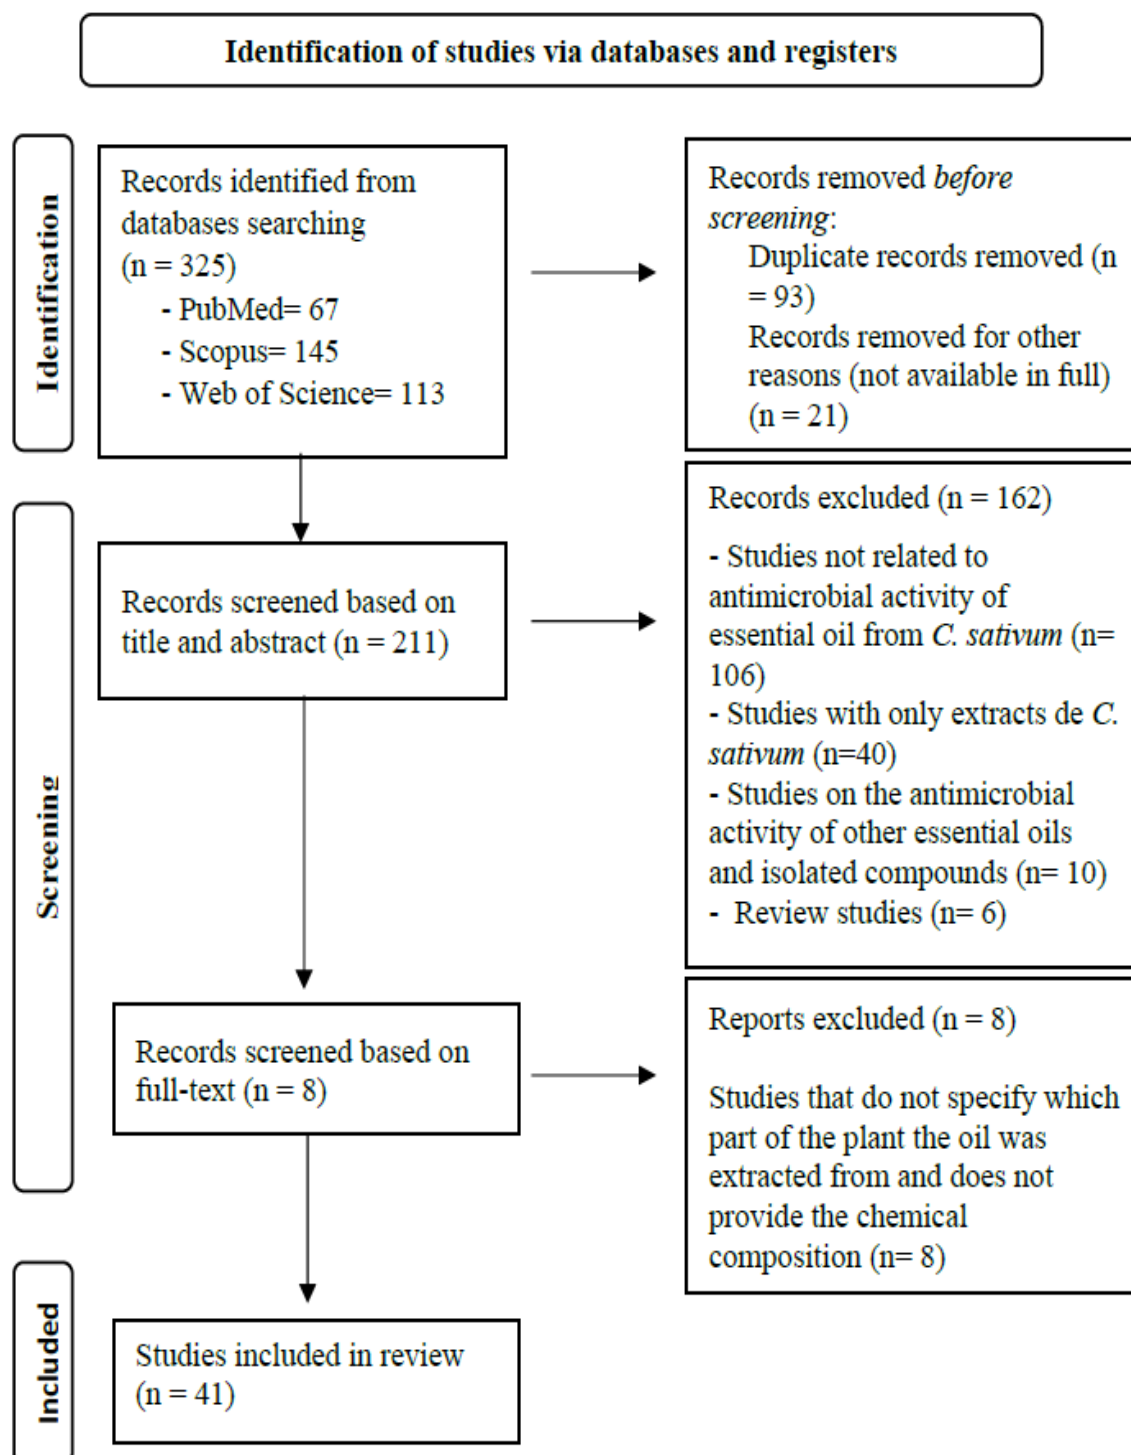 Identification of studies via databases and registers
Identification
Records identified from
databases searching
(n = 325)
- PubMed= 67
- Scopus= 145
- Web of Science= 113
Records removed before
screening:
Duplicate records removed (n
= 93)
Records removed for other
reasons (not available in full)
(n = 21)
Screening
Records screened based on
title and abstract (n = 211)
Records excluded (n = 162)
- Studies not related to
antimicrobial activity of
essential oil from C. sativum (n=
106)
- Studies with only extracts de C.
sativum (n=40)
- Studies on the antimicrobial
activity of other essential oils
and isolated compounds (n= 10)
- Review studies (n= 6)
Records screened based on
full-text (n = 8)
Reports excluded (n = 8)
Studies that do not specify which
part of the plant the oil was
extracted from and does not
provide the chemical
composition (n= 8)
Included
Studies included in review
(n = 41)